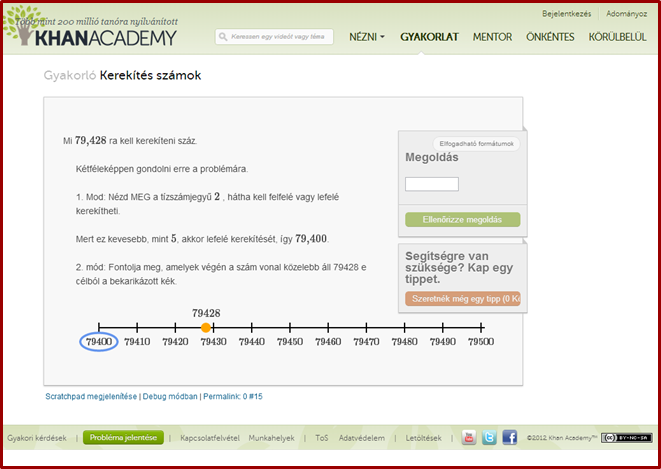 Több mint 200 millió tanóra nyilvánított
Bejelentkezés Adományoz
KHANACADEMY
Keressen egy videót vagy téma
NÉZNI GYAKORLAT MENTOR ÖNKÉNTES KÖRÜLBELÜL
Gyakorló Kerekítés számok
Mi 79,428 ra kell kerekíteni száz.
Kétféleképpen gondolni erre a problémára.
1. Mod: Nézd MEG a tízszámjegyű 2 , hátha kell felfelé vagy lefelé
kerekítheti.
Mert ez kevesebb, mint 5, akkor lefelé kerekítését, így 79,400.
2. mód: Fontolja meg, amelyek végén a szám vonal közelebb áll 79428 e
célból a bekarikázott kék.
79428
79400 79410 79420 79430 79440 79450 79460 79470 79480 79490 79500
Elfogadható formátumok
Megoldás
Ellenőrizze megoldás
Segítségre van
szüksége? Kap egy
tippet.
Szeretnék még egy tipp (0 Ki
Scratchpad megjelenítése | Debug módban | Permalink: 0 #15
Gyakori kérdések | Probléma jelentése | Kapcsolatfelvétel Munkahelyek | ToS Adatvédelem | Letöltések | ©2012 Khan Academy™ BY-NC-SA